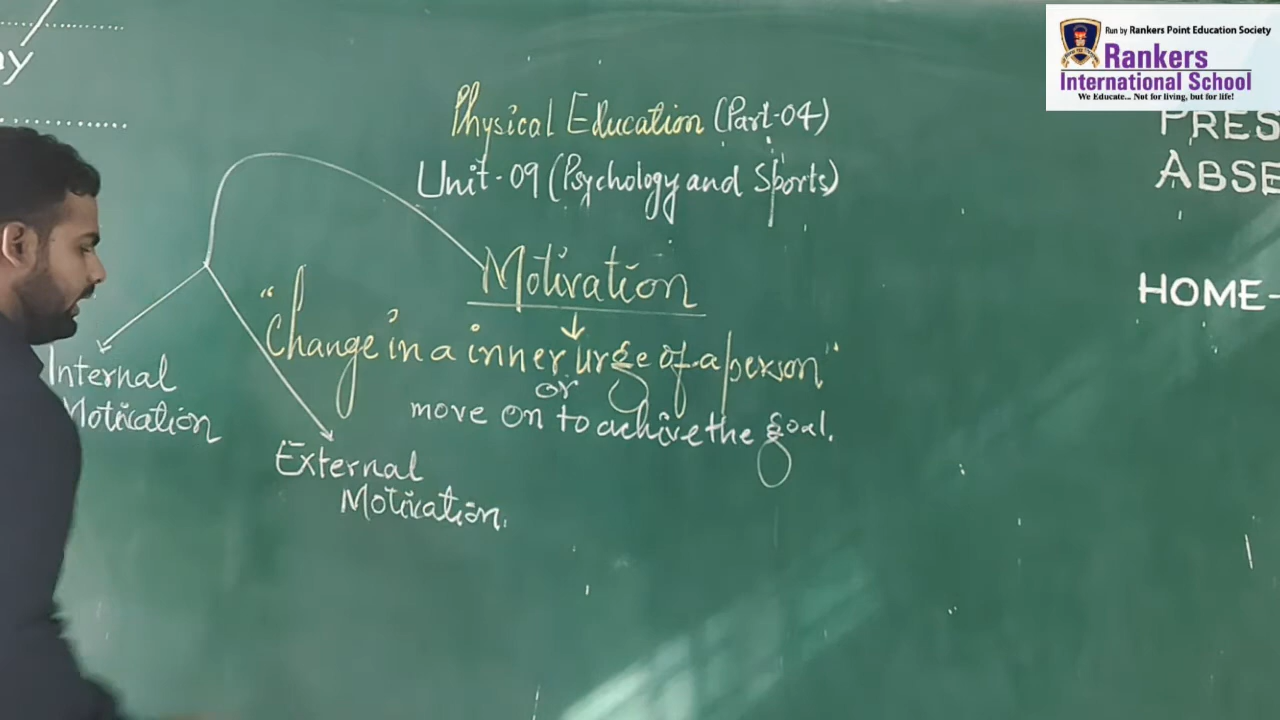 Run by Rankers Point Education Society
Rankers
International School
We Educate... Not for living, but for life!
Physical Education (Part-04)
Unit-09 (Psychology and Sports)
Motivation
"Change in a inner urge of a person"
or
move on to achive the goal.
Internal
Motivation
External
Motivation.
PRES
ABSE
HOME-